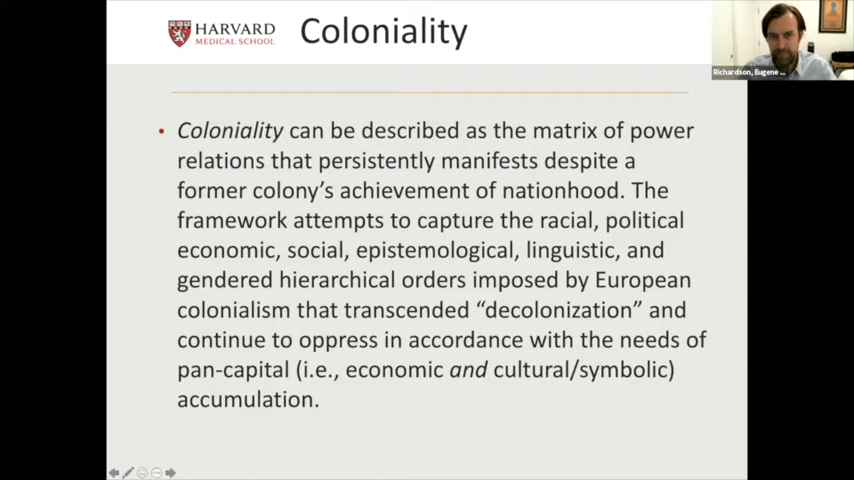 HARVARD
MEDICAL SCHOOL
Coloniality
Richardson, Eugene ...
• Coloniality can be described as the matrix of power
relations that persistently manifests despite a
former colony’s achievement of nationhood. The
framework attempts to capture the racial, political
economic, social, epistemological, linguistic, and
gendered hierarchical orders imposed by European
colonialism that transcended “decolonization” and
continue to oppress in accordance with the needs of
pan-capital (i.e., economic and cultural/symbolic)
accumulation.